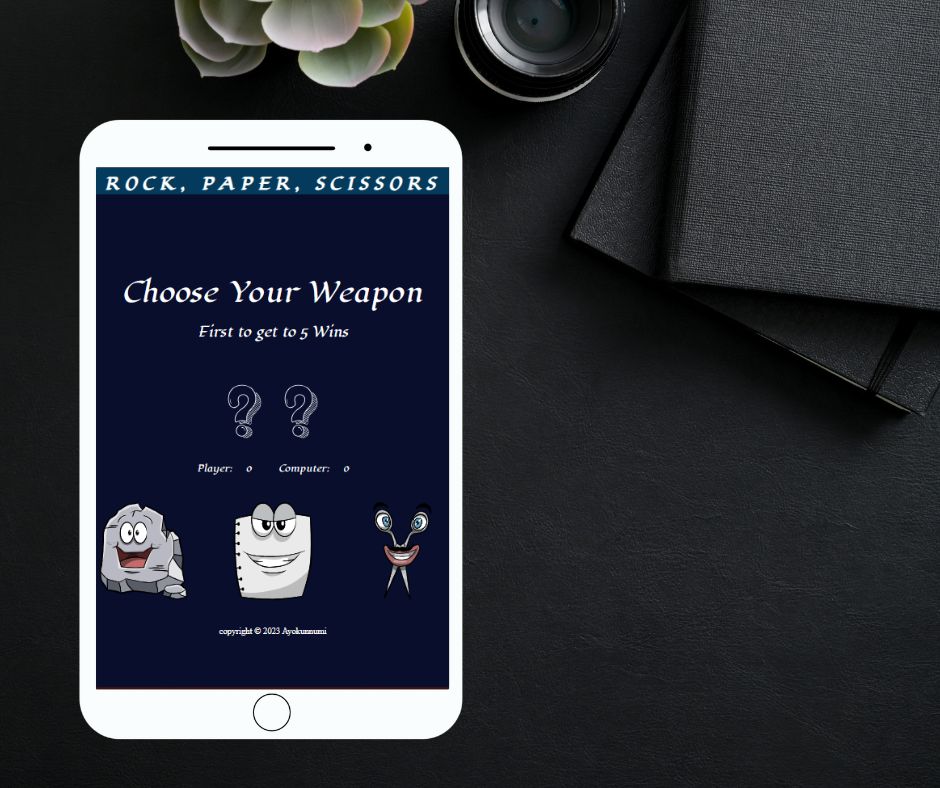 ROCK, PAPER, SCISSORS
Choose Your Weapon
First to get to 5 Wins
? ?
Player: 0 Computer: 0
copyright © 2023 Ayokunnumi